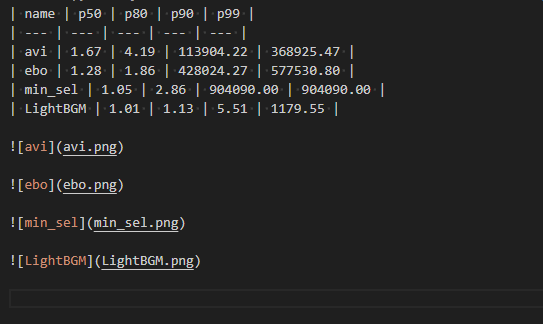 | name | p50 | p80 | p90 | p99 |
| --- | --- | --- | --- | --- |
| avi | 1.67 | 4.19 | 113904.22 | 368925.47 |
| ebo | 1.28 | 1.86 | 428024.27 | 577530.80 |
| min_sel | 1.05 | 2.86 | 904090.00 | 904090.00 |
| LightBGM | 1.01 | 1.13 | 5.51 | 1179.55 |
![avi](avi.png)
![ebo](ebo.png)
![min_sel](min_sel.png)
![LightBGM](LightBGM.png)